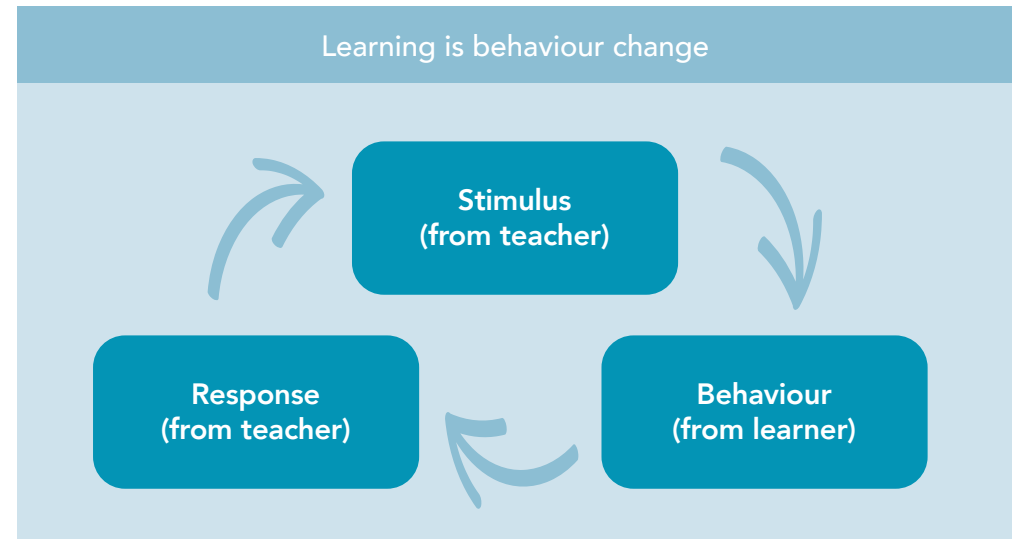 Learning is behaviour change
Stimulus
(from teacher)
Response
(from teacher)
Behaviour
(from learner)